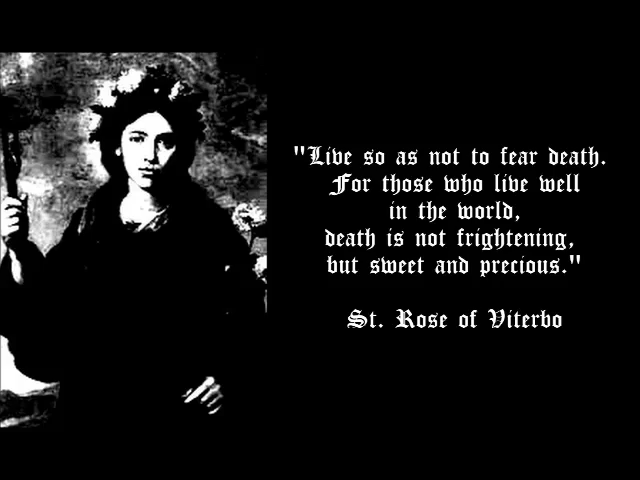 "Live so as not to fear death.
For those who live well
in the world,
death is not frightening,
but sweet and precious."
St. Rose of Viterbo